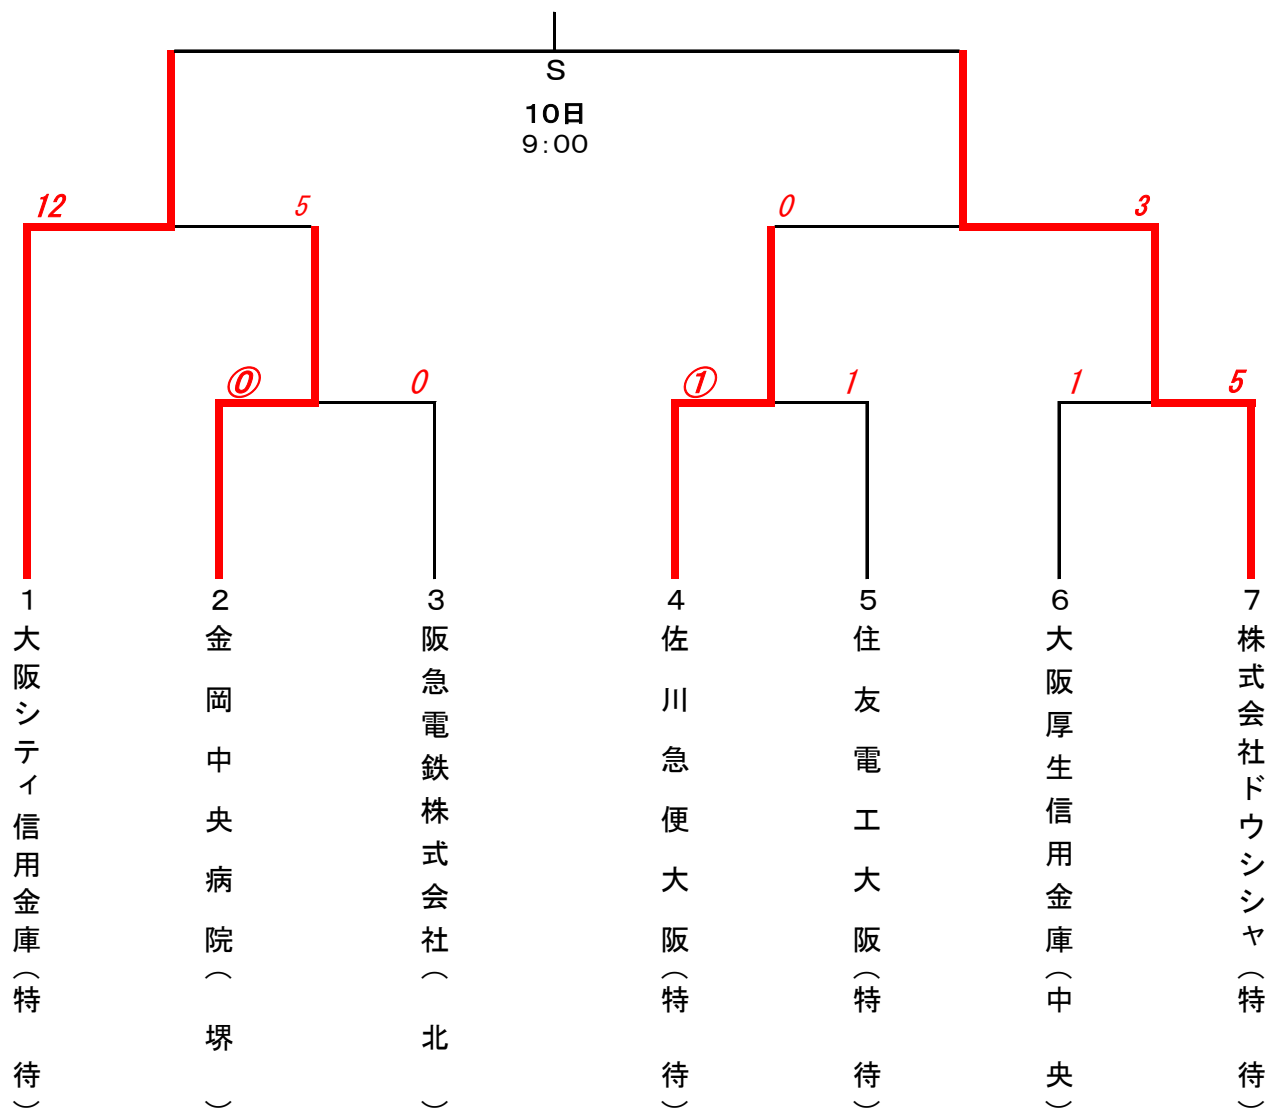 S
10日
9:00
12
5
0
3
⓪
0
①
1
1
5
1
大阪シティ信用金庫(特待)
2
金岡中央病院(堺)
3
阪急電鉄株式会社(北)
4
佐川急便大阪(特待)
5
住友電工大阪(特待)
6
大阪厚生信用金庫(中央)
7
株式会社ドウシシャ(特待)